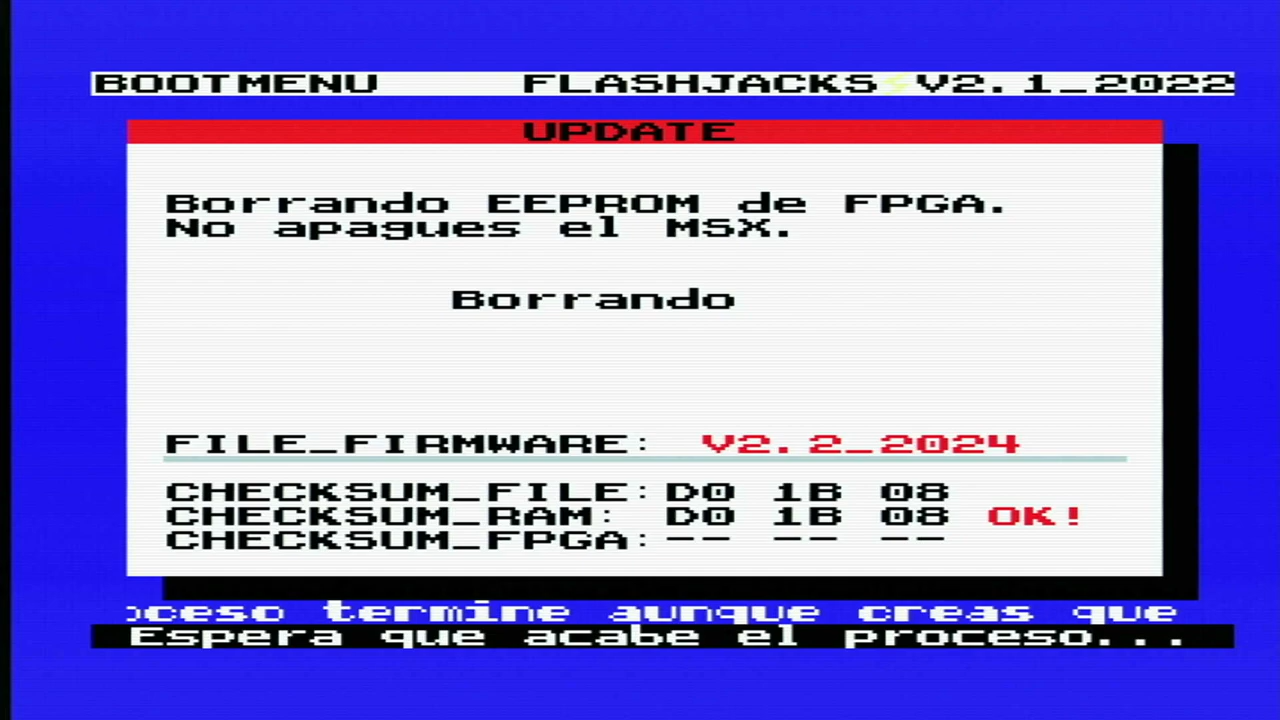 BOOTMENU FLASHJACKS V2.1_2022
UPDATE
Borrando EEPROM de FPGA.
No apagues el MSX.
Borrando
FILE_FIRMWARE: V2.2_2024
CHECKSUM_FILE: D0 1B 08
CHECKSUM_RAM: D0 1B 08 OK!
CHECKSUM_FPGA: -- -- --
oceso termine aunque creas que
Espera que acabe el proceso...